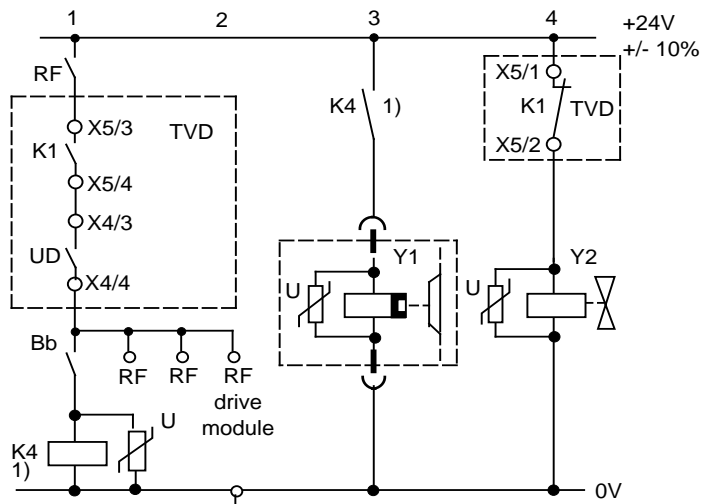 1 2 3 4
+24V
+/- 10%
RF
X5/1
K4 1)
K1 TVD
X5/3 TVD
K1
X5/2
X5/4
X4/3
UD
Y1
Y2
X4/4
U
U
Bb
RF RF RF
drive
module
U
K4
1)
0V